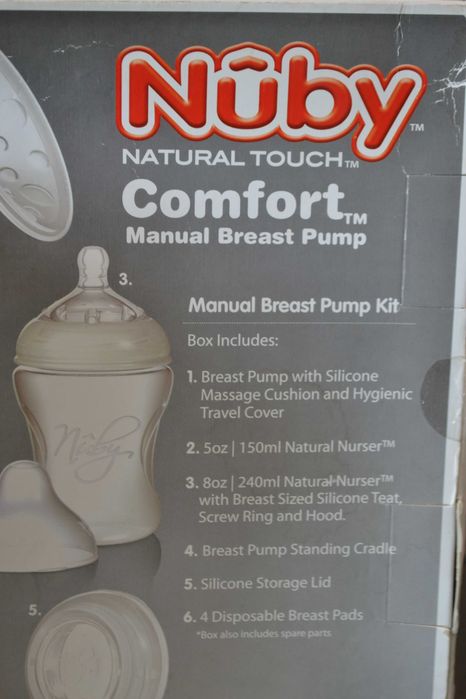 Nûby™
NATURAL TOUCH™
Comfort™
Manual Breast Pump
3.
Manual Breast Pump Kit
Box Includes:
1. Breast Pump with Silicone
Massage Cushion and Hygienic
Travel Cover
2. 5oz | 150ml Natural Nurser™
3. 8oz | 240ml Natural Nurser™
with Breast Sized Silicone Teat,
Screw Ring and Hood.
4. Breast Pump Standing Cradle
5. Silicone Storage Lid
6. 4 Disposable Breast Pads
*Box also includes spare parts
Nûby
5.